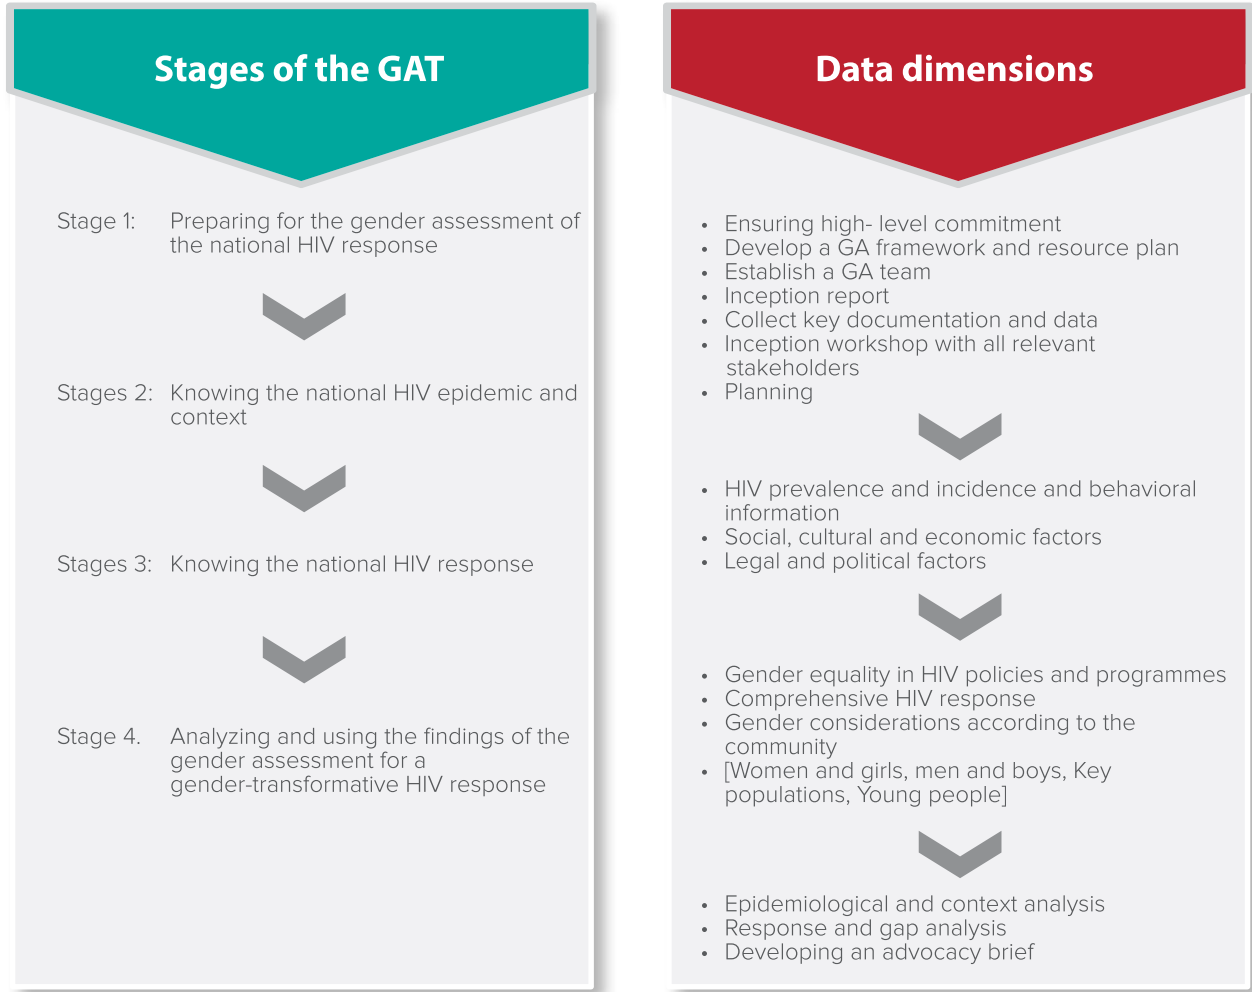 Stages of the GAT
Stage 1: Preparing for the gender assessment of
the national HIV response
Stages 2: Knowing the national HIV epidemic and
context
Stages 3: Knowing the national HIV response
Stage 4. Analyzing and using the findings of the
gender assessment for a
gender-transformative HIV response
Data dimensions
• Ensuring high- level commitment
• Develop a GA framework and resource plan
• Establish a GA team
• Inception report
• Collect key documentation and data
• Inception workshop with all relevant
stakeholders
• Planning
• HIV prevalence and incidence and behavioral
information
• Social, cultural and economic factors
• Legal and political factors
• Gender equality in HIV policies and programmes
• Comprehensive HIV response
• Gender considerations according to the
community
• [Women and girls, men and boys, Key
populations, Young people]
• Epidemiological and context analysis
• Response and gap analysis
• Developing an advocacy brief